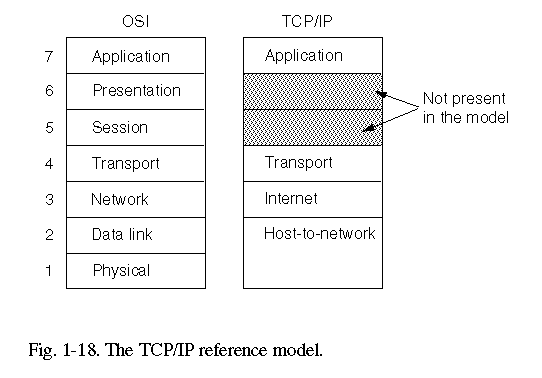 OSI TCP/IP
7 Application Application
6 Presentation
Not present
in the model
5 Session
4 Transport Transport
3 Network Internet
2 Data link Host-to-network
1 Physical
Fig. 1-18. The TCP/IP reference model.